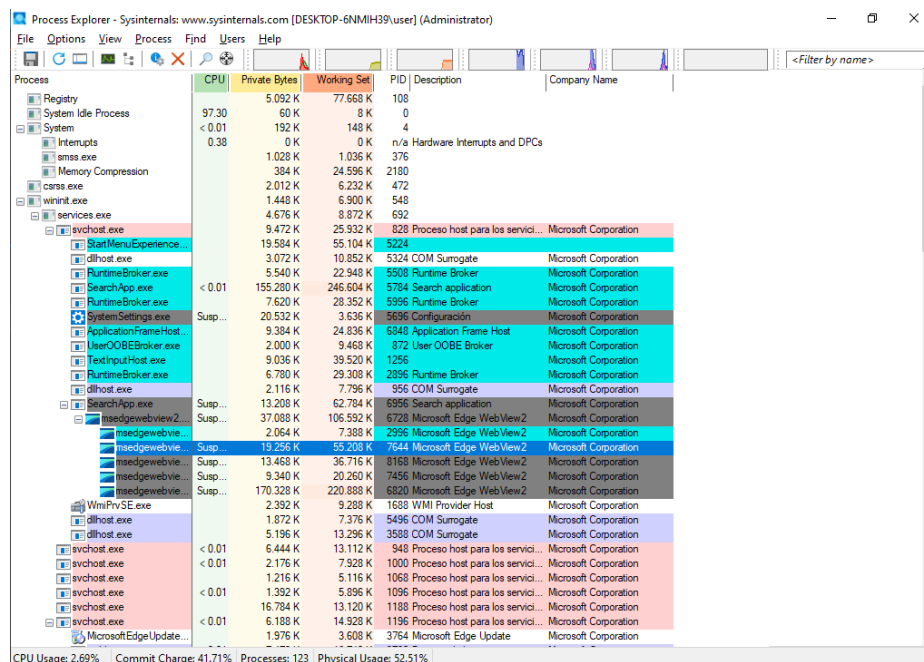 Process Explorer - Sysinternals: www.sysinternals.com [DESKTOP-6NMIH39\user] (Administrator)
File Options View Process Find Users Help
<Filter by name>
Process CPU Private Bytes Working Set PID Description Company Name
Registry 5.092 K 77.668 K 108
System Idle Process 97.30 60 K 8 K 0
System < 0.01 192 K 148 K 4
Interrupts 0.38 0 K 0 K n/a Hardware Interrupts and DPCs
smss.exe 1.028 K 1.036 K 376
Memory Compression 384 K 24.596 K 2180
csrss.exe 2.012 K 6.232 K 472
wininit.exe 1.448 K 6.900 K 548
services.exe 4.676 K 8.872 K 692
svchost.exe 9.472 K 25.932 K 828 Proceso host para los servici... Microsoft Corporation
StartMenuExperience... 19.584 K 55.104 K 5224
dllhost.exe 3.072 K 10.852 K 5324 COM Surrogate Microsoft Corporation
RuntimeBroker.exe 5.540 K 22.948 K 5508 Runtime Broker Microsoft Corporation
SearchApp.exe < 0.01 155.280 K 246.604 K 5784 Search application Microsoft Corporation
RuntimeBroker.exe 7.620 K 28.352 K 5996 Runtime Broker Microsoft Corporation
SystemSettings.exe Susp... 20.532 K 3.636 K 5696 Configuración Microsoft Corporation
ApplicationFrameHost... 9.384 K 24.836 K 6848 Application Frame Host Microsoft Corporation
UserOOBEBroker.exe 2.000 K 9.468 K 872 User OOBE Broker Microsoft Corporation
TextInputHost.exe 9.036 K 39.520 K 1256 Microsoft Corporation
RuntimeBroker.exe 6.780 K 29.308 K 2896 Runtime Broker Microsoft Corporation
dllhost.exe 2.116 K 7.796 K 956 COM Surrogate Microsoft Corporation
SearchApp.exe Susp... 13.208 K 62.784 K 6956 Search application Microsoft Corporation
msedgewebview2.... Susp... 37.088 K 106.592 K 6728 Microsoft Edge WebView2 Microsoft Corporation
msedgewebvie... 2.064 K 7.388 K 2996 Microsoft Edge WebView2 Microsoft Corporation
msedgewebvie... Susp... 19.256 K 55.208 K 7644 Microsoft Edge WebView2 Microsoft Corporation
msedgewebvie... Susp... 13.468 K 36.716 K 8168 Microsoft Edge WebView2 Microsoft Corporation
msedgewebvie... Susp... 9.340 K 20.260 K 7456 Microsoft Edge WebView2 Microsoft Corporation
msedgewebvie... Susp... 170.328 K 220.888 K 6820 Microsoft Edge WebView2 Microsoft Corporation
WmiPrvSE.exe 2.392 K 9.288 K 1688 WMI Provider Host Microsoft Corporation
dllhost.exe 1.872 K 7.376 K 5496 COM Surrogate Microsoft Corporation
dllhost.exe 5.196 K 13.296 K 3588 COM Surrogate Microsoft Corporation
svchost.exe < 0.01 6.444 K 13.112 K 948 Proceso host para los servici... Microsoft Corporation
svchost.exe < 0.01 2.176 K 7.928 K 1000 Proceso host para los servici... Microsoft Corporation
svchost.exe 1.216 K 5.116 K 1068 Proceso host para los servici... Microsoft Corporation
svchost.exe < 0.01 1.392 K 5.896 K 1096 Proceso host para los servici... Microsoft Corporation
svchost.exe 16.784 K 13.120 K 1188 Proceso host para los servici... Microsoft Corporation
svchost.exe < 0.01 6.188 K 14.928 K 1196 Proceso host para los servici... Microsoft Corporation
MicrosoftEdgeUpdate... 1.976 K 3.608 K 3764 Microsoft Edge Update Microsoft Corporation
CPU Usage: 2.69% Commit Charge: 41.71% Processes: 123 Physical Usage: 52.51%